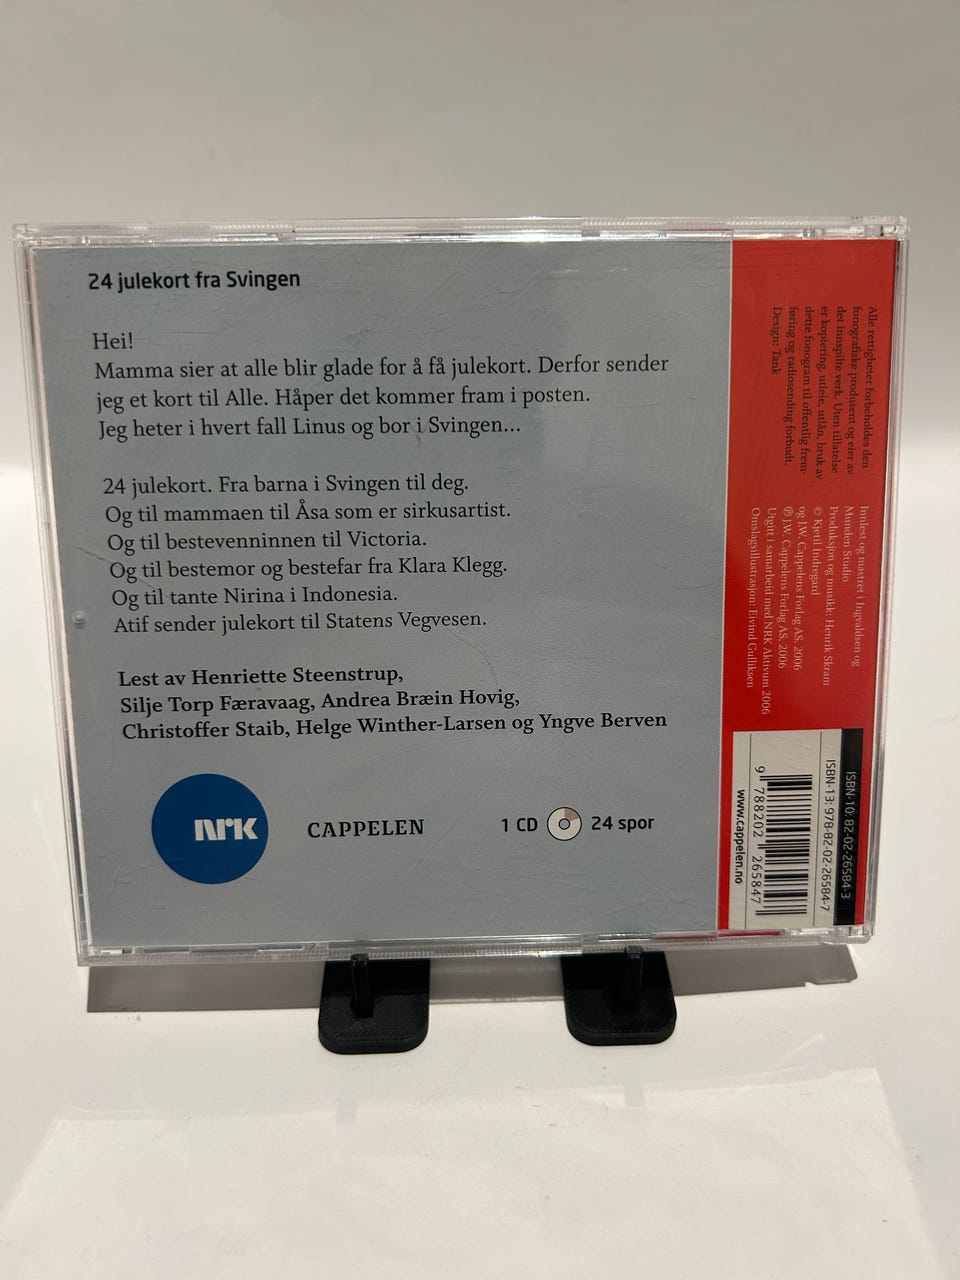 24 julekort fra Svingen
Hei!
Mamma sier at alle blir glade for å få julekort. Derfor sender
jeg et kort til Alle. Håper det kommer fram i posten.
Jeg heter i hvert fall Linus og bor i Svingen...
24 julekort. Fra barna i Svingen til deg.
Og til mammaen til Åsa som er sirkusartist.
Og til bestevenninnen til Victoria.
Og til bestemor og bestefar fra Klara Klegg.
Og til tante Nirina i Indonesia.
Atif sender julekort til Statens Vegvesen.
Lest av Henriette Steenstrup,
Silje Torp Færavaag, Andrea Bræin Hovig,
Christoffer Staib, Helge Winther-Larsen og Yngve Berven
NRK
CAPPELEN
1 CD 24 spor
Alle rettigheter forbeholdes den
fonografiske produsent og eier av
det innspilte verk. Uten tillatelse
er kopiering, utleie, utlån, bruk av
dette fonogram til offentlig frem-
føring og radiosending forbudt.
Design: Tank
Innlest og mastret i Ingvaldsen og
Munden Studio
Produksjon og musikk: Henrik Skram
© Kjetil Indregard
og J.W. Cappelens Forlag AS, 2006
℗ J.W. Cappelens Forlag AS, 2006
Utgitt i samarbeid med NRK Aktivum 2006
Omslagsillustrasjon: Eivind Gulliksen
ISBN-10: 82-02-26584-3
ISBN-13: 978-82-02-26584-7
9 788202 265847
www.cappelen.no